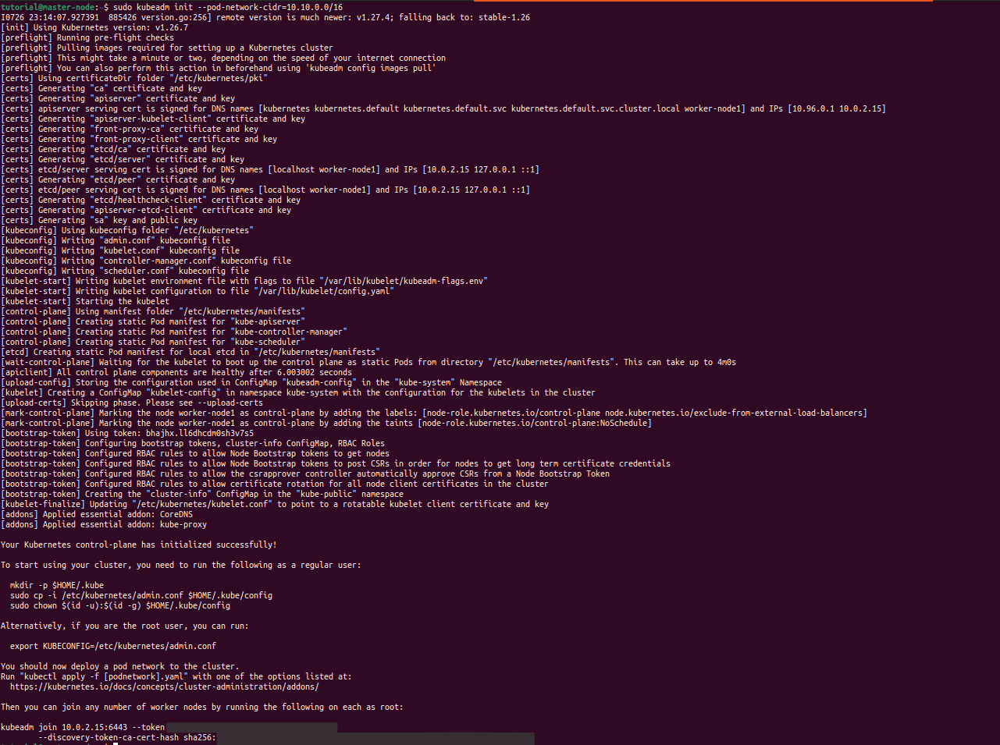 tutorial@master-node:~$ sudo kubeadm init --pod-network-cidr=10.10.0.0/16
I0726 23:14:07.927391  885426 version.go:256] remote version is much newer: v1.27.4; falling back to: stable-1.26
[init] Using Kubernetes version: v1.26.7
[preflight] Running pre-flight checks
[preflight] Pulling images required for setting up a Kubernetes cluster
[preflight] This might take a minute or two, depending on the speed of your internet connection
[preflight] You can also perform this action in beforehand using 'kubeadm config images pull'
[certs] Using certificateDir folder "/etc/kubernetes/pki"
[certs] Generating "ca" certificate and key
[certs] Generating "apiserver" certificate and key
[certs] apiserver serving cert is signed for DNS names [kubernetes kubernetes.default kubernetes.default.svc kubernetes.default.svc.cluster.local worker-node1] and IPs [10.96.0.1 10.0.2.15]
[certs] Generating "apiserver-kubelet-client" certificate and key
[certs] Generating "front-proxy-ca" certificate and key
[certs] Generating "front-proxy-client" certificate and key
[certs] Generating "etcd/ca" certificate and key
[certs] Generating "etcd/server" certificate and key
[certs] etcd/server serving cert is signed for DNS names [localhost worker-node1] and IPs [10.0.2.15 127.0.0.1 ::1]
[certs] Generating "etcd/peer" certificate and key
[certs] etcd/peer serving cert is signed for DNS names [localhost worker-node1] and IPs [10.0.2.15 127.0.0.1 ::1]
[certs] Generating "etcd/healthcheck-client" certificate and key
[certs] Generating "apiserver-etcd-client" certificate and key
[certs] Generating "sa" key and public key
[kubeconfig] Using kubeconfig folder "/etc/kubernetes"
[kubeconfig] Writing "admin.conf" kubeconfig file
[kubeconfig] Writing "kubelet.conf" kubeconfig file
[kubeconfig] Writing "controller-manager.conf" kubeconfig file
[kubeconfig] Writing "scheduler.conf" kubeconfig file
[kubelet-start] Writing kubelet environment file with flags to file "/var/lib/kubelet/kubeadm-flags.env"
[kubelet-start] Writing kubelet configuration to file "/var/lib/kubelet/config.yaml"
[kubelet-start] Starting the kubelet
[control-plane] Using manifest folder "/etc/kubernetes/manifests"
[control-plane] Creating static Pod manifest for "kube-apiserver"
[control-plane] Creating static Pod manifest for "kube-controller-manager"
[control-plane] Creating static Pod manifest for "kube-scheduler"
[etcd] Creating static Pod manifest for local etcd in "/etc/kubernetes/manifests"
[wait-control-plane] Waiting for the kubelet to boot up the control plane as static Pods from directory "/etc/kubernetes/manifests". This can take up to 4m0s
[apiclient] All control plane components are healthy after 6.003002 seconds
[upload-config] Storing the configuration used in ConfigMap "kubeadm-config" in the "kube-system" Namespace
[kubelet] Creating a ConfigMap "kubelet-config" in namespace kube-system with the configuration for the kubelets in the cluster
[upload-certs] Skipping phase. Please see --upload-certs
[mark-control-plane] Marking the node worker-node1 as control-plane by adding the labels: [node-role.kubernetes.io/control-plane node.kubernetes.io/exclude-from-external-load-balancers]
[mark-control-plane] Marking the node worker-node1 as control-plane by adding the taints [node-role.kubernetes.io/control-plane:NoSchedule]
[bootstrap-token] Using token: bhajhx.ll6dhcdm0sh3v7s5
[bootstrap-token] Configuring bootstrap tokens, cluster-info ConfigMap, RBAC Roles
[bootstrap-token] Configured RBAC rules to allow Node Bootstrap tokens to get nodes
[bootstrap-token] Configured RBAC rules to allow Node Bootstrap tokens to post CSRs in order for nodes to get long term certificate credentials
[bootstrap-token] Configured RBAC rules to allow the csrapprover controller automatically approve CSRs from a Node Bootstrap Token
[bootstrap-token] Configured RBAC rules to allow certificate rotation for all node client certificates in the cluster
[bootstrap-token] Creating the "cluster-info" ConfigMap in the "kube-public" namespace
[kubelet-finalize] Updating "/etc/kubernetes/kubelet.conf" to point to a rotatable kubelet client certificate and key
[addons] Applied essential addon: CoreDNS
[addons] Applied essential addon: kube-proxy
Your Kubernetes control-plane has initialized successfully!
To start using your cluster, you need to run the following as a regular user:
mkdir -p $HOME/.kube
sudo cp -i /etc/kubernetes/admin.conf $HOME/.kube/config
sudo chown $(id -u):$(id -g) $HOME/.kube/config
Alternatively, if you are the root user, you can run:
export KUBECONFIG=/etc/kubernetes/admin.conf
You should now deploy a pod network to the cluster.
Run "kubectl apply -f [podnetwork].yaml" with one of the options listed at:
https://kubernetes.io/docs/concepts/cluster-administration/addons/
Then you can join any number of worker nodes by running the following on each as root:
kubeadm join 10.0.2.15:6443 --token
--discovery-token-ca-cert-hash sha256: